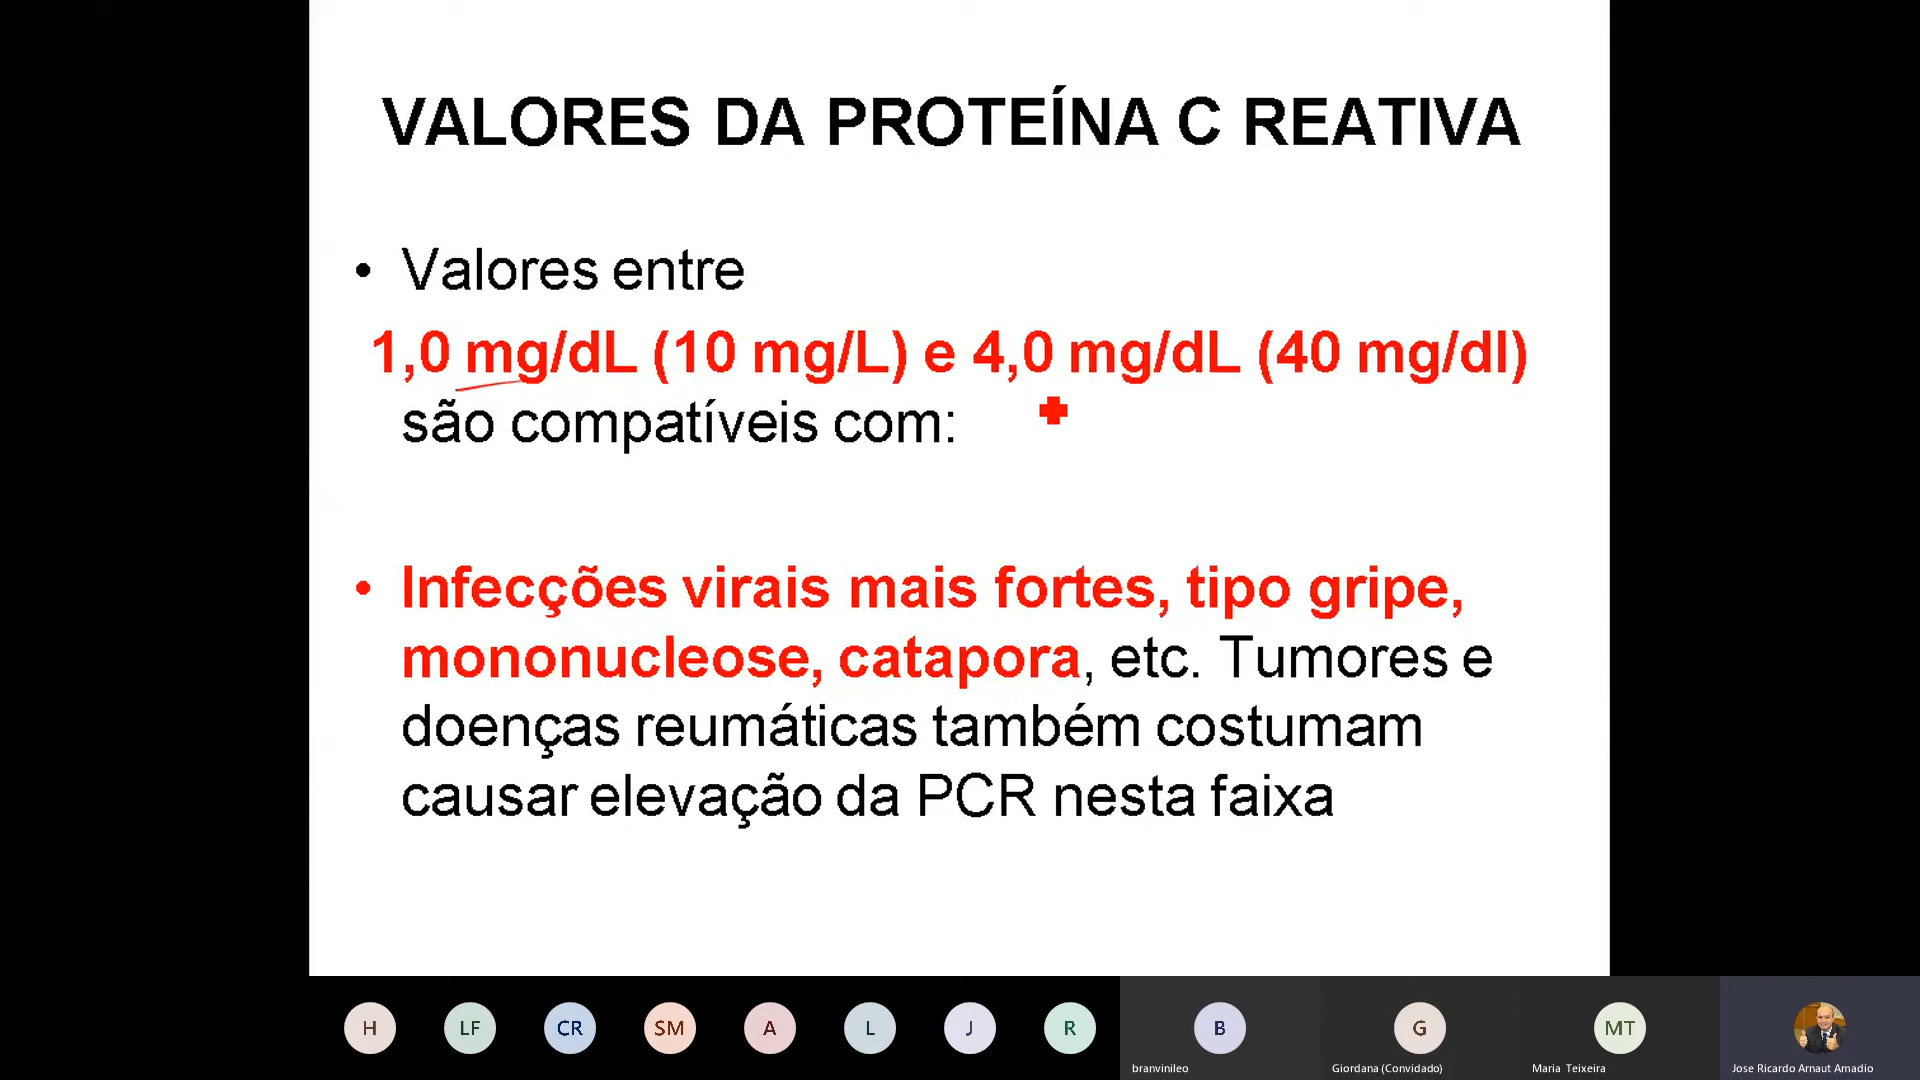 VALORES DA PROTEÍNA C REATIVA
• Valores entre
1,0 mg/dL (10 mg/L) e 4,0 mg/dL (40 mg/dl)
são compatíveis com:
• Infecções virais mais fortes, tipo gripe,
mononucleose, catapora, etc. Tumores e
doenças reumáticas também costumam
causar elevação da PCR nesta faixa
H LF CR SM A L J R B G MT
branvinileo Giordana (Convidado) Maria Teixeira Jose Ricardo Arnaut Amadio